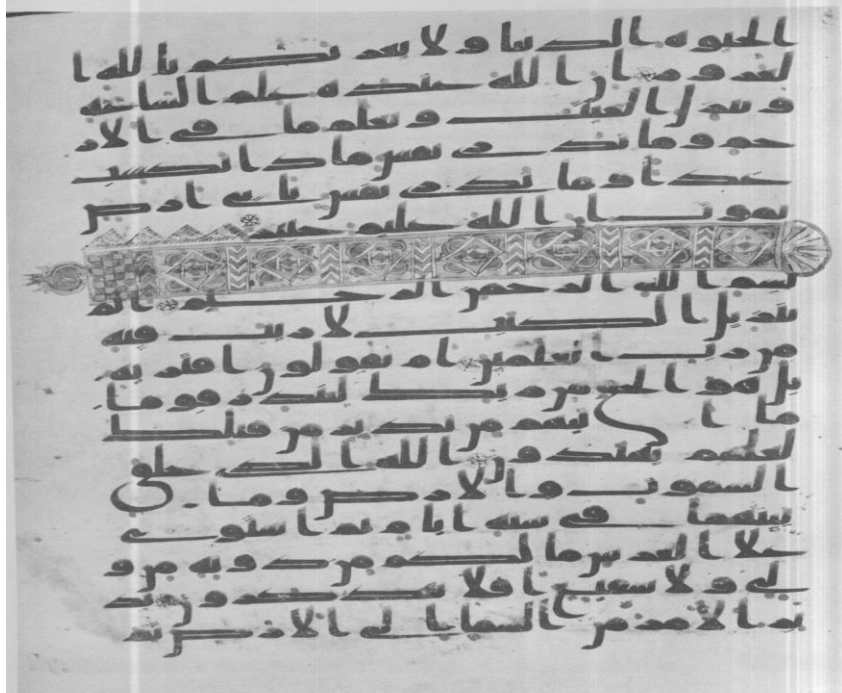 الحيوة الدنيا ولا يغرنكم بالله ا
لغرور ان الله عنده علم الساعة
وينزل الغيث ويعلم ما في الار
حم وما تدري نفس ماذا تكسب
غدا وما تدري نفس باي ارض
تموت ان الله عليم خبير
بسم الله الرحمن الرحيم الم
تنزيل الكتب لا ريب فيه
من رب العلمين ام يقولون افتريه
بل هو الحق من ربك لتنذر قوما
ما اتيهم من نذير من قبلك
لعلهم يهتدون الله الذي خلق
السموت والارض وما
بينهما في ستة ايام ثم استوى
على العرش ما لكم من دونه من و
لي ولا شفيع افلا تتذكرون يد
بر الامر من السما الى الارض ثم